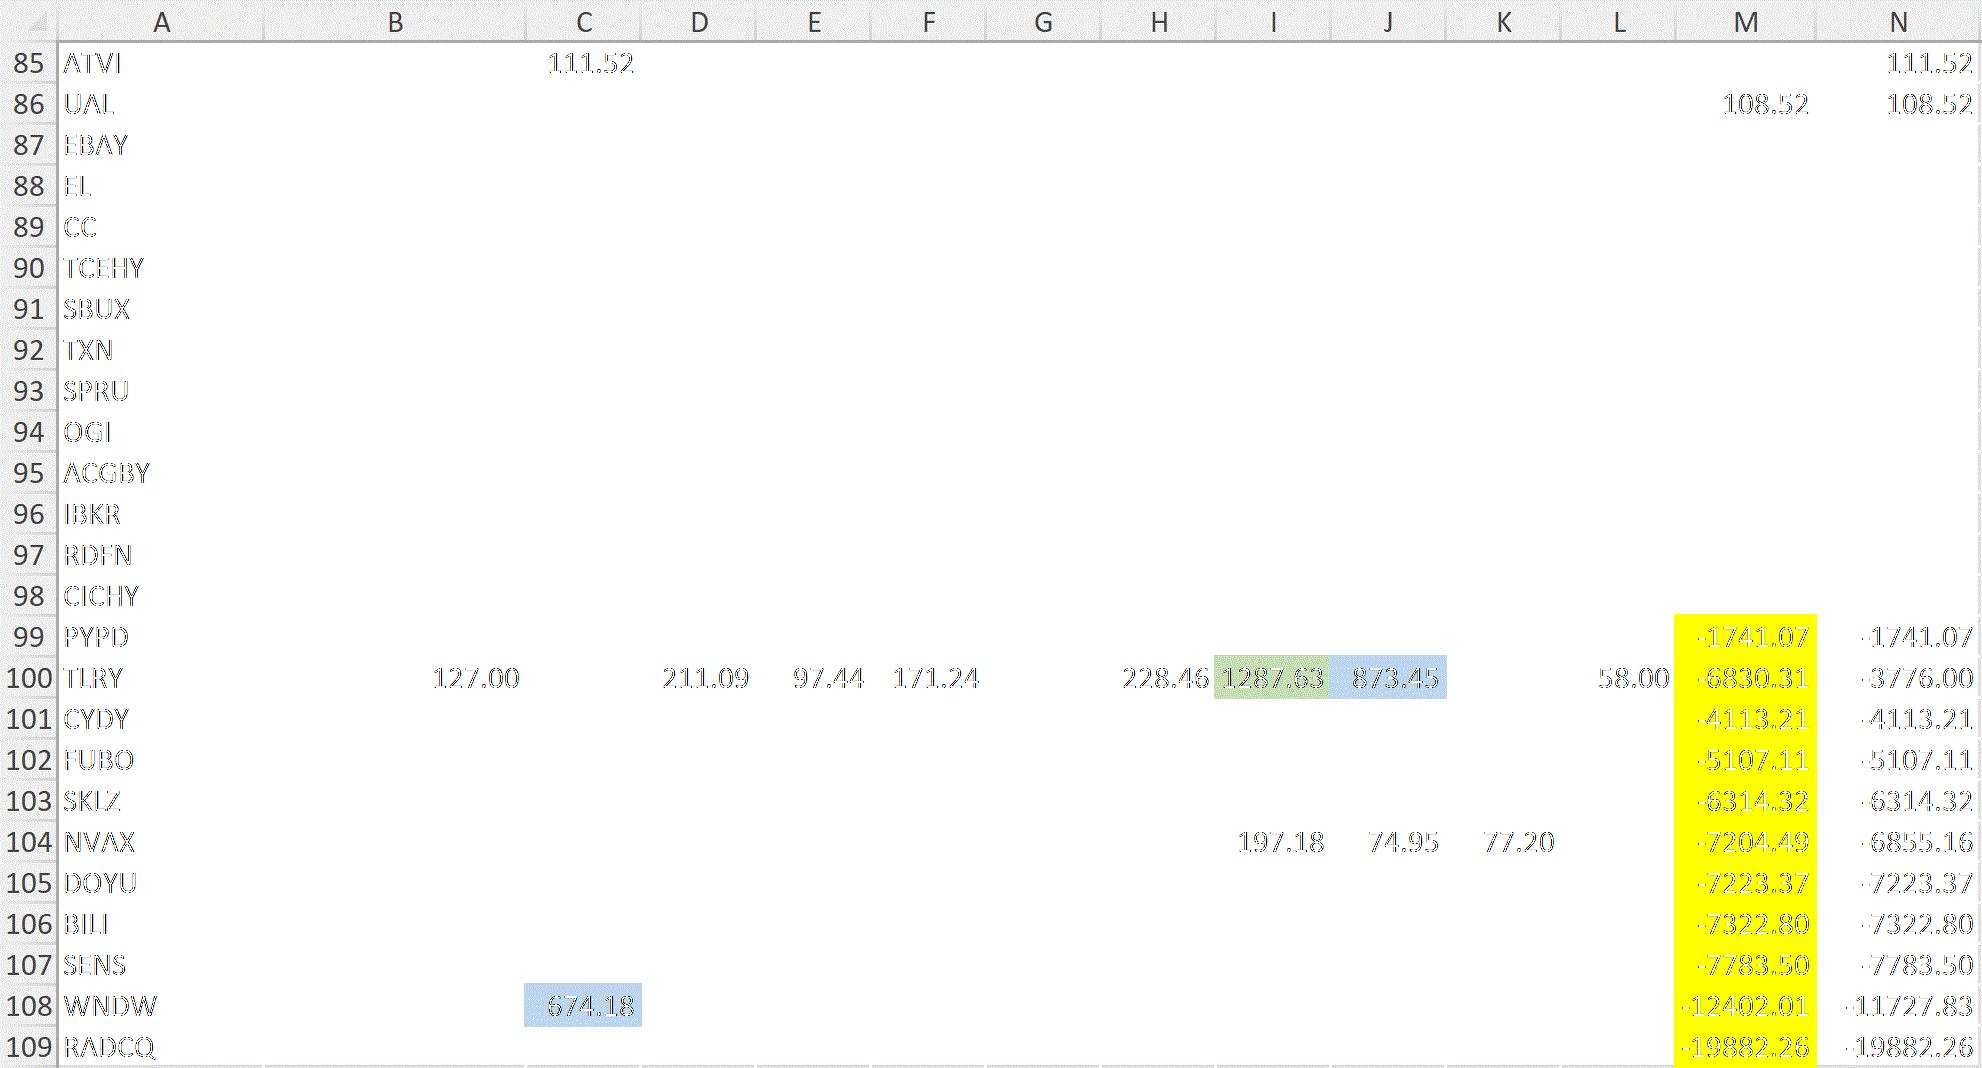 A B C D E F G H I J K L M N
85 ATVI 111.52 111.52
86 UAL 108.52 108.52
87 EBAY
88 EL
89 CC
90 TCEHY
91 SBUX
92 TXN
93 SPRU
94 OGI
95 ACGBY
96 IBKR
97 RDFN
98 CICHY
99 PYPD -1741.07 -1741.07
100 TLRY 127.00 211.09 97.44 171.24 228.46 1287.63 873.45 58.00 -6830.31 -3776.00
101 CYDY -4113.21 -4113.21
102 FUBO -5107.11 -5107.11
103 SKLZ -6314.32 -6314.32
104 NVAX 197.18 74.95 77.20 -7204.49 -6855.16
105 DOYU -7223.37 -7223.37
106 BILI -7322.80 -7322.80
107 SENS -7783.50 -7783.50
108 WNDW 674.18 -12402.01 -11727.83
109 RADCQ -19882.26 -19882.26